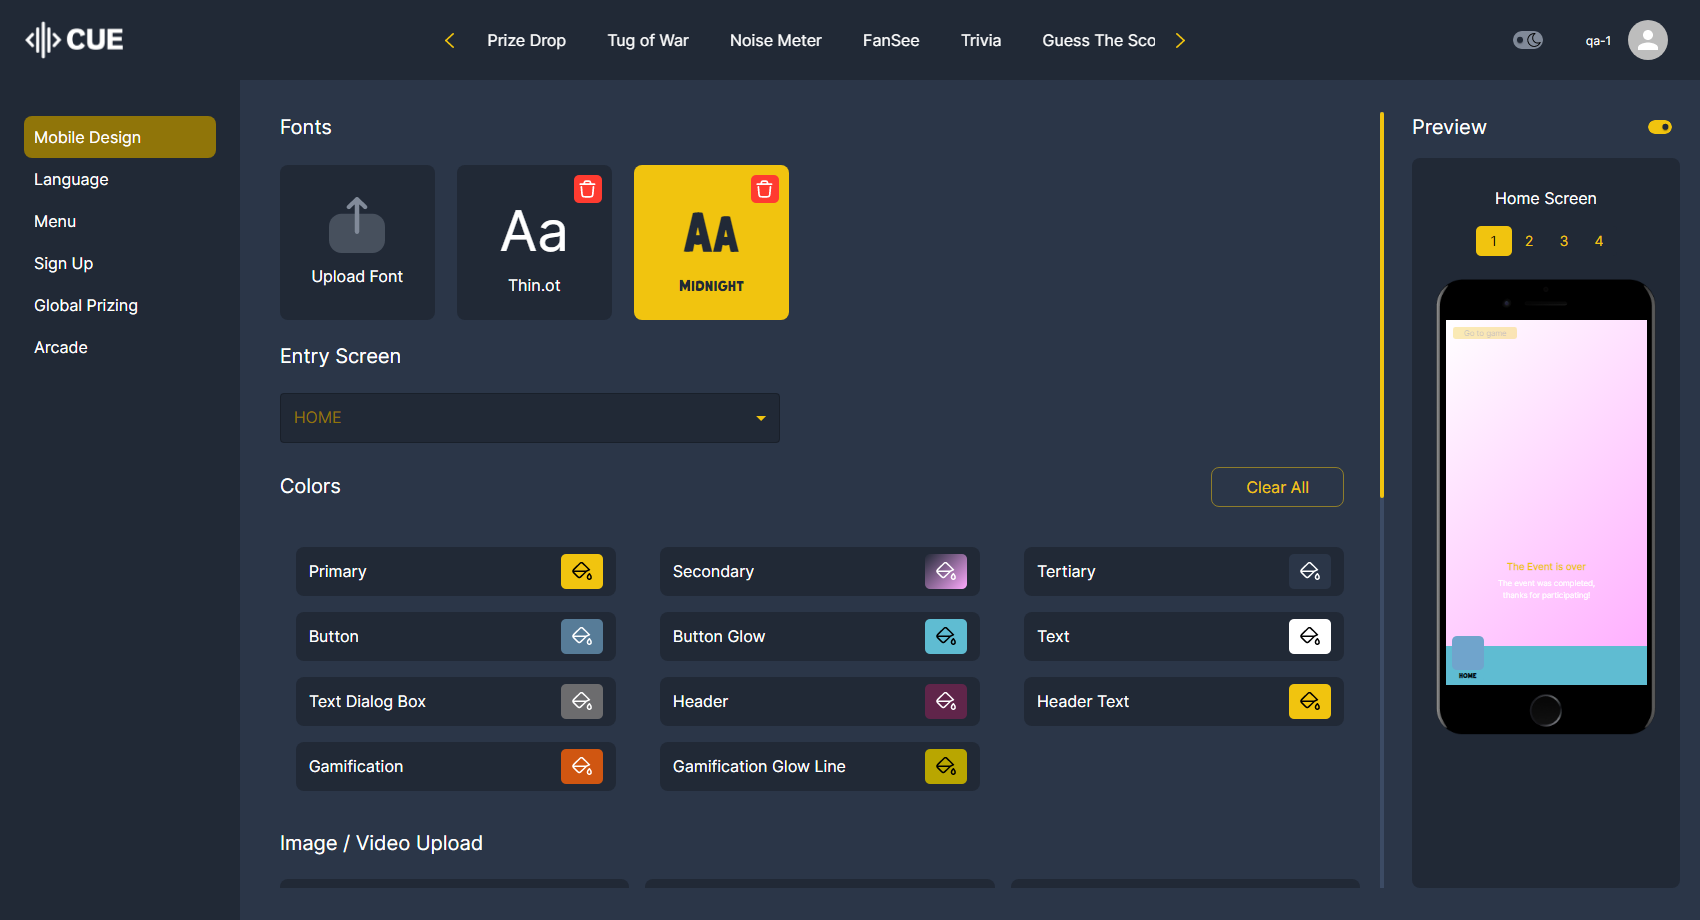 CUE
Prize Drop
Tug of War
Noise Meter
FanSee
Trivia
Guess The Sco
qa-1
Mobile Design
Language
Menu
Sign Up
Global Prizing
Arcade
Fonts
Upload Font
Aa
Thin.ot
AA
MIDNIGHT
Entry Screen
HOME
Colors
Clear All
Primary
Secondary
Tertiary
Button
Button Glow
Text
Text Dialog Box
Header
Header Text
Gamification
Gamification Glow Line
Image / Video Upload
Preview
Home Screen
1 2 3 4
Go to game
The Event is over
The event was completed,
thanks for participating!
HOME